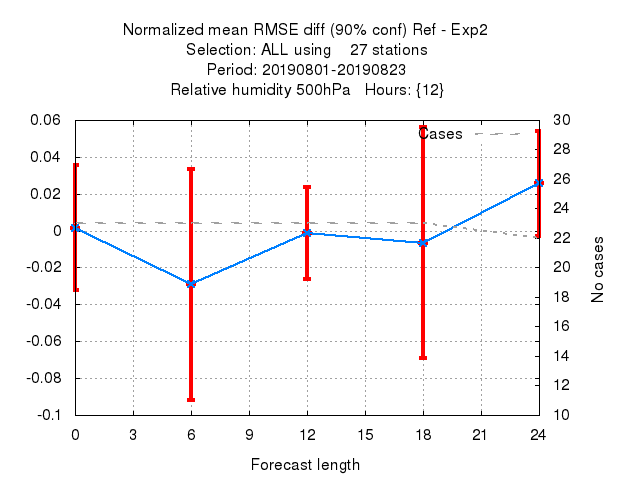 Normalized mean RMSE diff (90% conf) Ref - Exp2
Selection: ALL using 27 stations
Period: 20190801-20190823
Relative humidity 500hPa Hours: {12}
Cases
0.06
0.04
0.02
0
-0.02
-0.04
-0.06
-0.08
-0.1
30
28
26
24
22
20
18
16
14
12
10
No cases
0 3 6 9 12 15 18 21 24
Forecast length